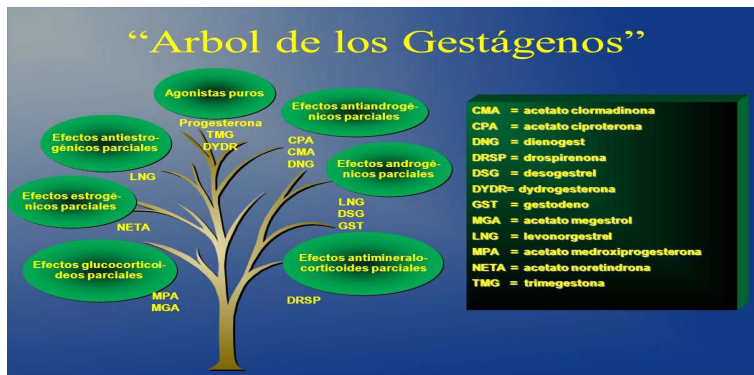 “Arbol de los Gestágenos”
Agonistas puros
Progesterona
TMG
DYDR
Efectos antiandrogé-
nicos parciales
CPA
CMA
DNG
Efectos antiestro-
génicos parciales
LNG
Efectos andrógé-
nicos parciales
LNG
DSG
GST
Efectos estrogé-
nicos parciales
NETA
Efectos glucocorticoi-
deos parciales
MPA
MGA
Efectos antimineralo-
corticoides parciales
DRSP
CMA = acetato clormadinona
CPA = acetato ciproterona
DNG = dienogest
DRSP = drospirenona
DSG = desogestrel
DYDR= dydrogesterona
GST = gestodeno
MGA = acetato megestrol
LNG = levonorgestrel
MPA = acetato medroxiprogesterona
NETA = acetato noretindrona
TMG = trimegestona